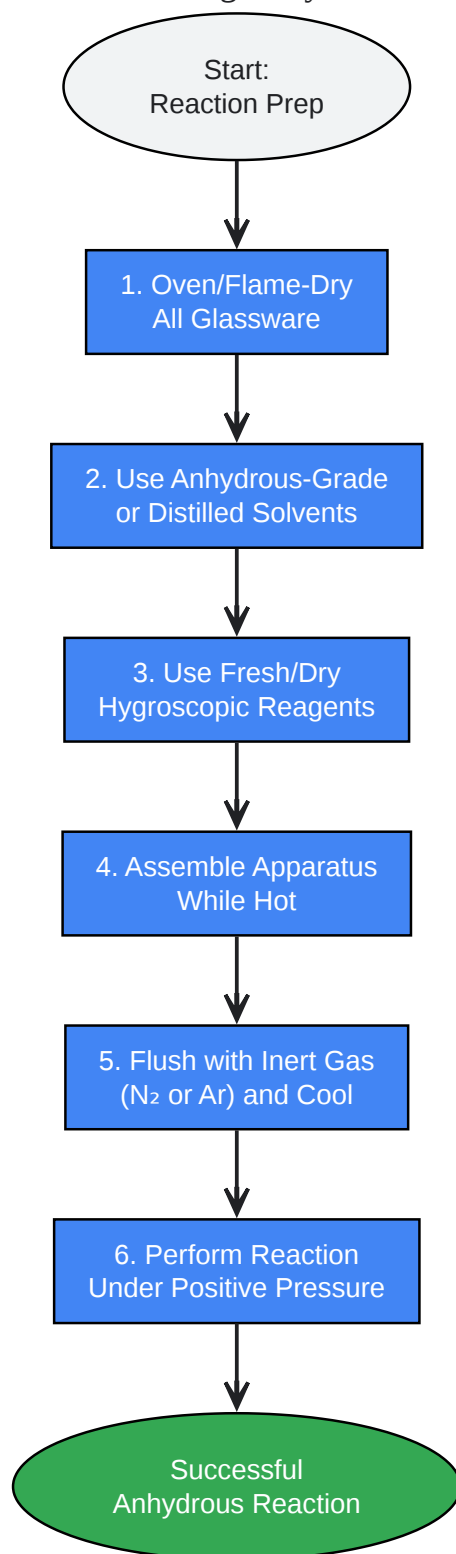 Start:
Reaction Prep
1. Oven/Flame-Dry
All Glassware
2. Use Anhydrous-Grade
or Distilled Solvents
3. Use Fresh/Dry
Hygroscopic Reagents
4. Assemble Apparatus
While Hot
5. Flush with Inert Gas
(N₂ or Ar) and Cool
6. Perform Reaction
Under Positive Pressure
Successful
Anhydrous Reaction